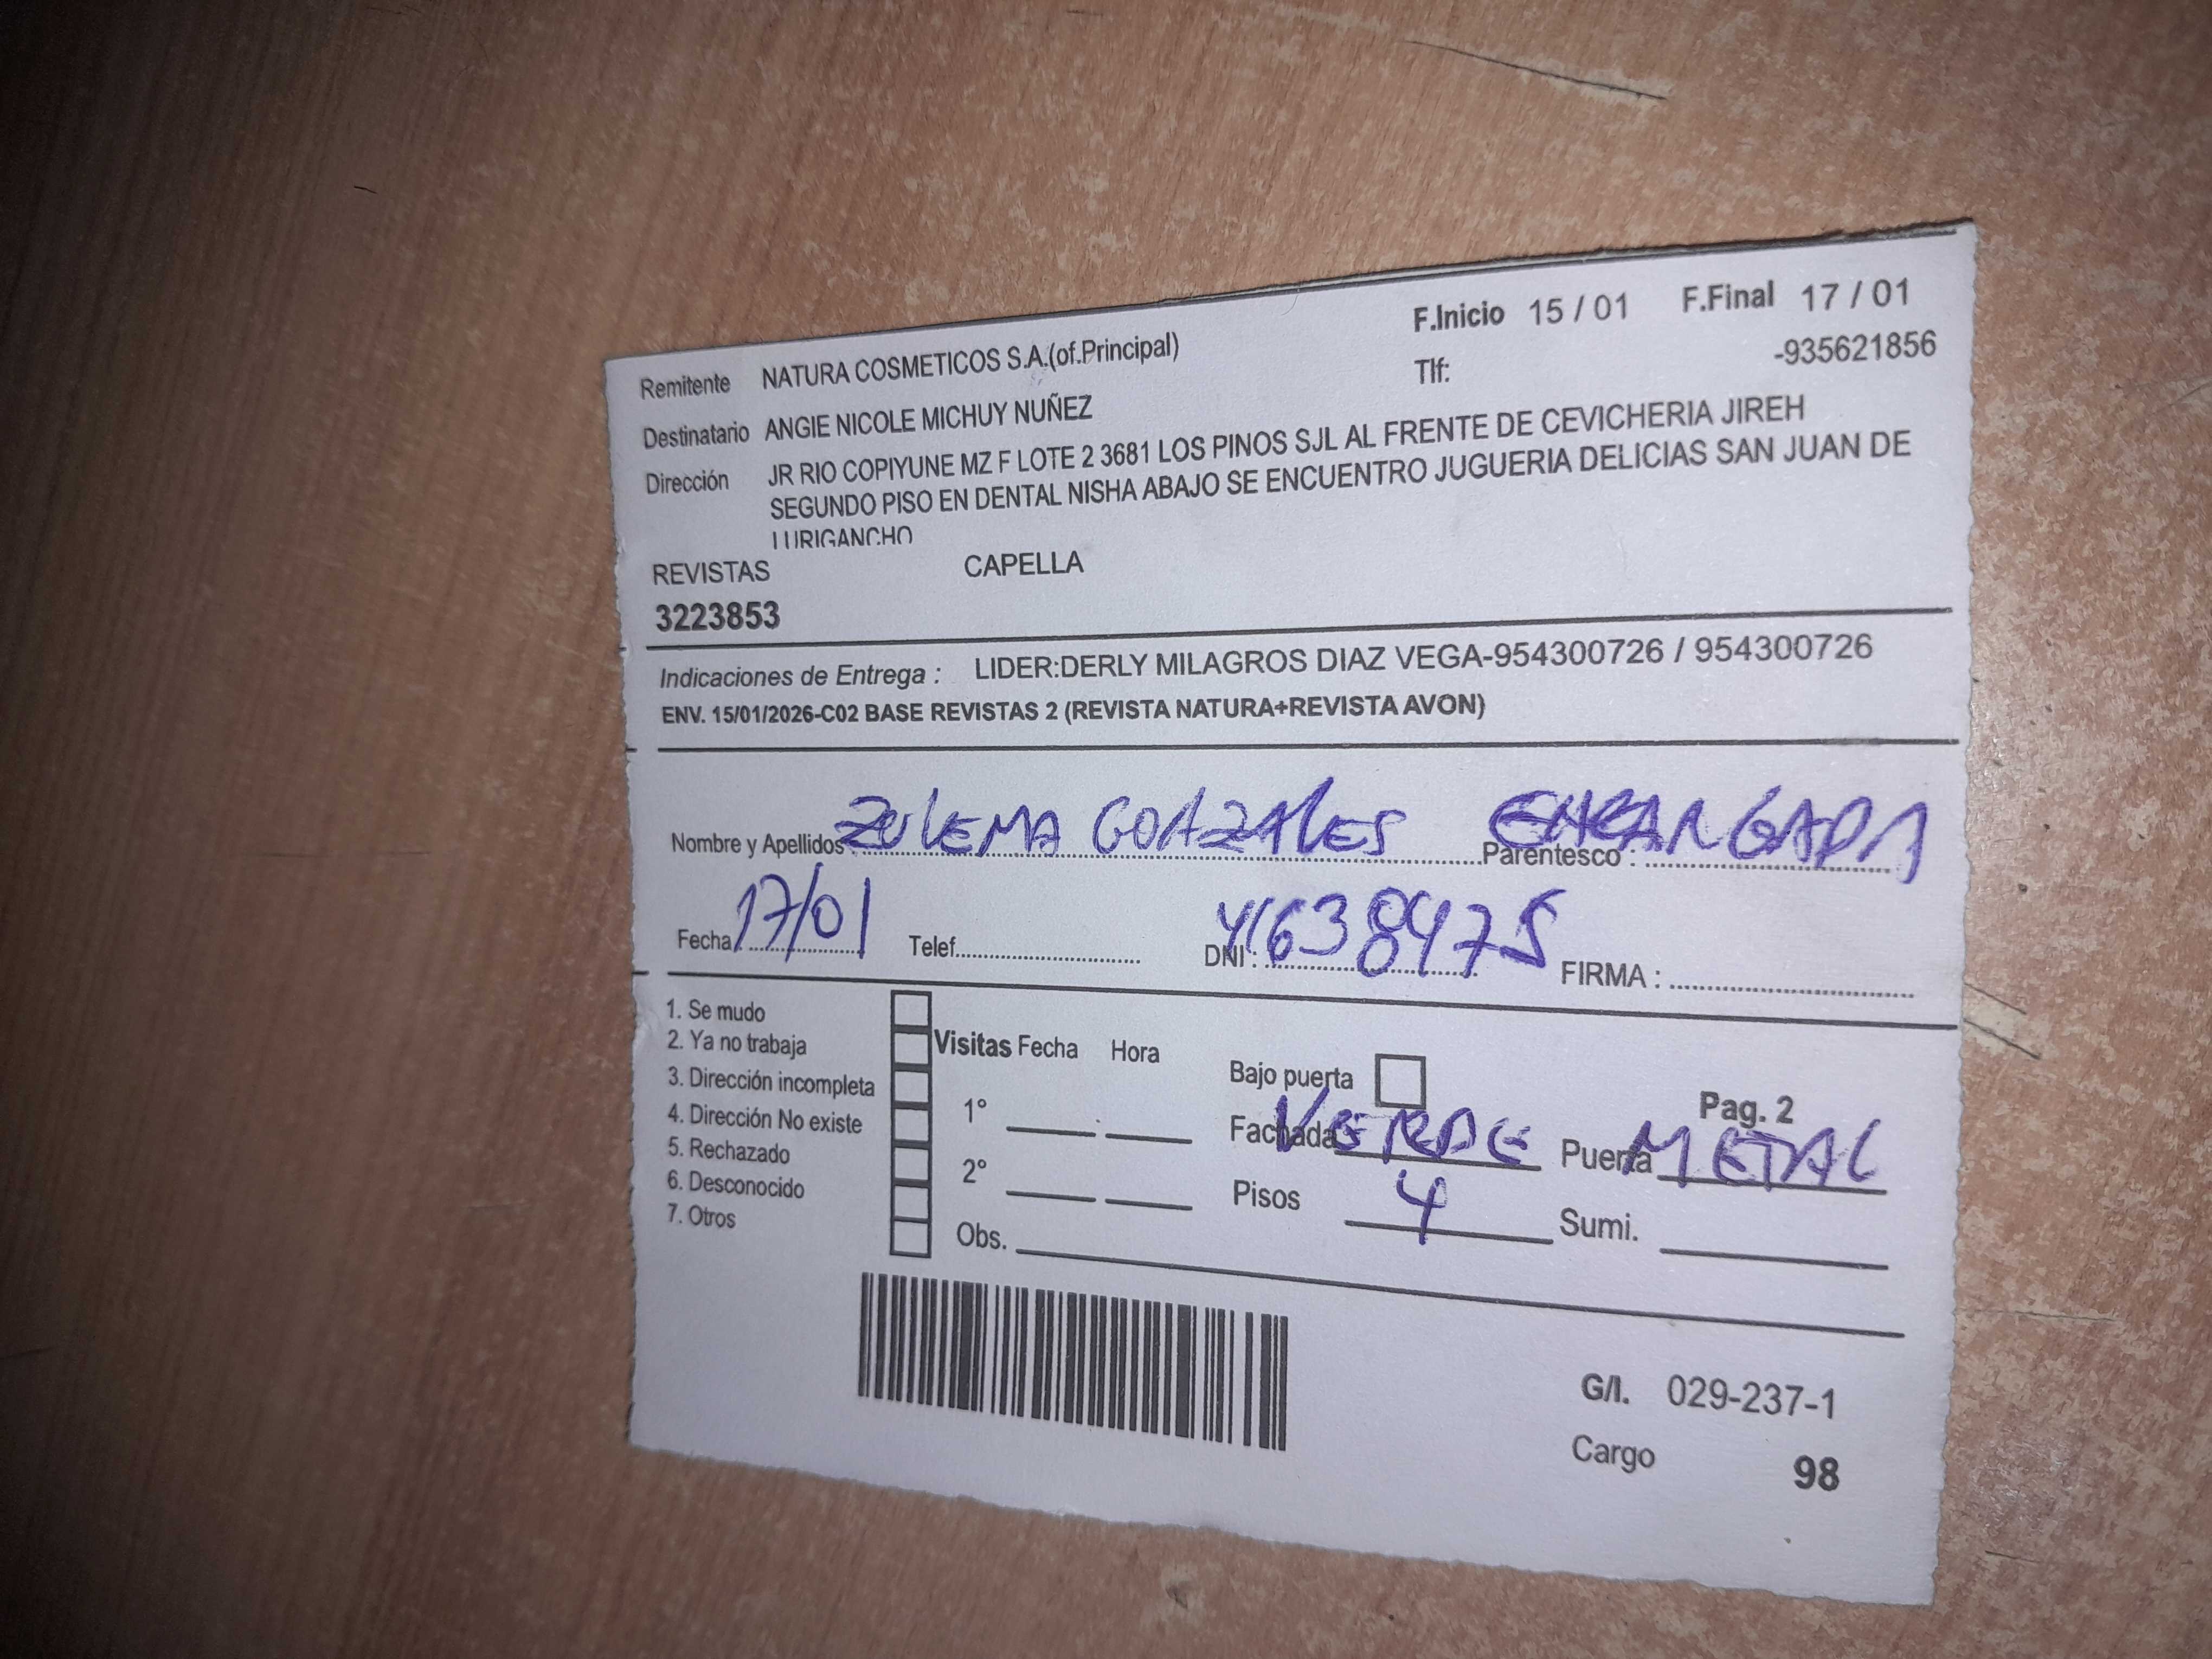 F.Inicio 15 / 01 F.Final 17 / 01
Remitente NATURA COSMETICOS S.A.(of.Principal) Tlf: -935621856
Destinatario ANGIE NICOLE MICHUY NUÑEZ
Dirección JR RIO COPIYUNE MZ F LOTE 2 3681 LOS PINOS SJL AL FRENTE DE CEVICHERIA JIREH
SEGUNDO PISO EN DENTAL NISHA ABAJO SE ENCUENTRO JUGUERIA DELICIAS SAN JUAN DE
LURIGANCHO
REVISTAS CAPELLA
3223853
Indicaciones de Entrega : LIDER:DERLY MILAGROS DIAZ VEGA-954300726 / 954300726
ENV. 15/01/2026-C02 BASE REVISTAS 2 (REVISTA NATURA+REVISTA AVON)
Nombre y Apellidos ZULEMA GONZALES Parentesco : ENCARGADA
Fecha 17/01 Telef. DNI : 41638475 FIRMA :
1. Se mudo
2. Ya no trabaja
3. Dirección incompleta
4. Dirección No existe
5. Rechazado
6. Desconocido
7. Otros
Visitas Fecha Hora
1°
2°
Obs.
Bajo puerta Pag. 2
Fachada VERDE Puerta METAL
Pisos 4 Sumi.
G/I. 029-237-1
Cargo 98